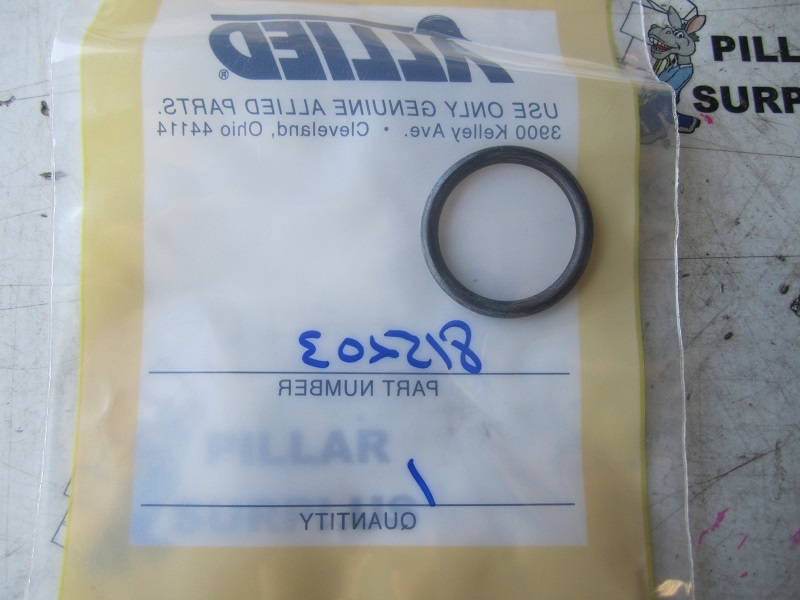 ALLIED®
USE ONLY GENUINE ALLIED PARTS.
3900 Kelley Ave. • Cleveland, Ohio 44114
815203
PART NUMBER
1
QUANTITY
PILLAR
SURPLUS
PILL
SURP